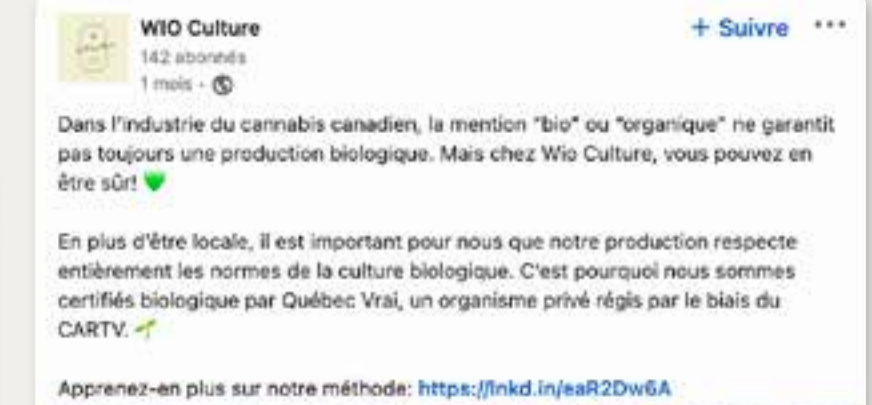 WIO Culture
+ Suivre
142 abonnés
1 mois •
Dans l'industrie du cannabis canadien, la mention "bio" ou "organique" ne garantit
pas toujours une production biologique. Mais chez Wio Culture, vous pouvez en
être sûr! 💚
En plus d'être locale, il est important pour nous que notre production respecte
entièrement les normes de la culture biologique. C'est pourquoi nous sommes
certifiés biologique par Québec Vrai, un organisme privé régis par le biais du
CARTV. 🌱
Apprenez-en plus sur notre méthode: https://lnkd.in/eaR2Dw6A